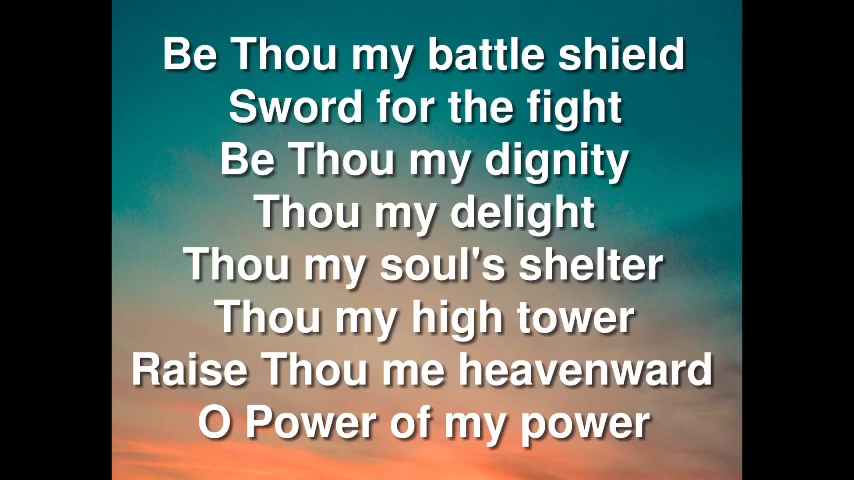 Be Thou my battle shield
Sword for the fight
Be Thou my dignity
Thou my delight
Thou my soul's shelter
Thou my high tower
Raise Thou me heavenward
O Power of my power